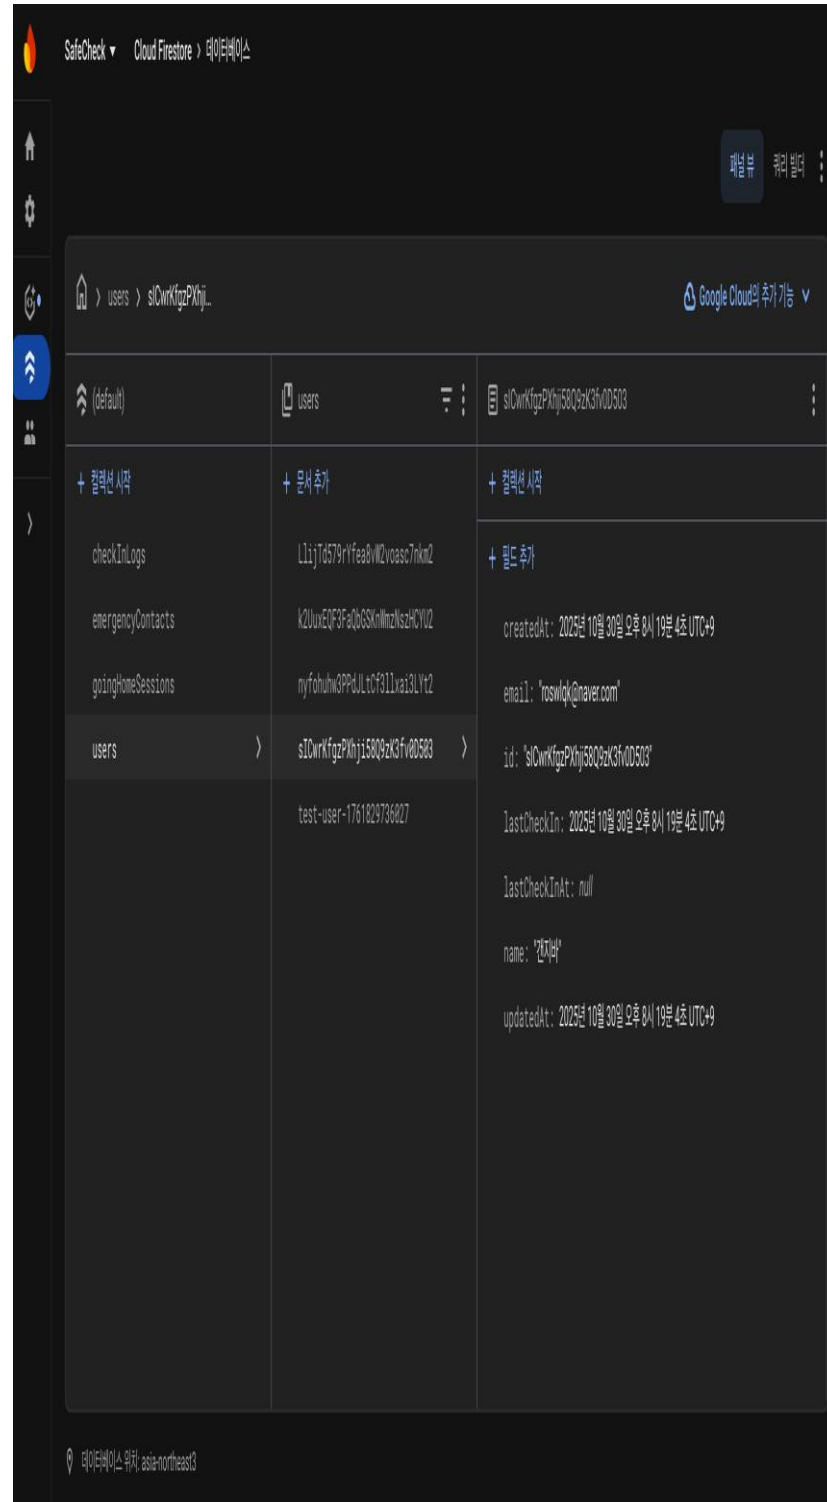 SafeCheck
Cloud Firestore > 데이터베이스
패널 뷰
쿼리 빌더
> users > sICwrKfgzPXhji...
Google Cloud의 추가 기능
(default)
+ 컬렉션 시작
checkInLogs
emergencyContacts
goingHomeSessions
users
users
+ 문서 추가
LlijTd579rYfea8vW2voasc7nkm2
k2UuxEQF3FaQbGSKnWmzNszHCYU2
nyfohuhw3PPdJLtCf3llxai3LYt2
sICwrKfgzPXhji58Q9zK3fv0D503
test-user-1761829736027
sICwrKfgzPXhji58Q9zK3fv0D503
+ 컬렉션 시작
+ 필드 추가
createdAt: 2025년 10월 30일 오후 8시 19분 4초 UTC+9
email: "roswlqk@naver.com"
id: "sICwrKfgzPXhji58Q9zK3fv0D503"
lastCheckIn: 2025년 10월 30일 오후 8시 19분 4초 UTC+9
lastCheckInAt: null
name: "갠지바"
updatedAt: 2025년 10월 30일 오후 8시 19분 4초 UTC+9
데이터베이스 위치: asia-northeast3